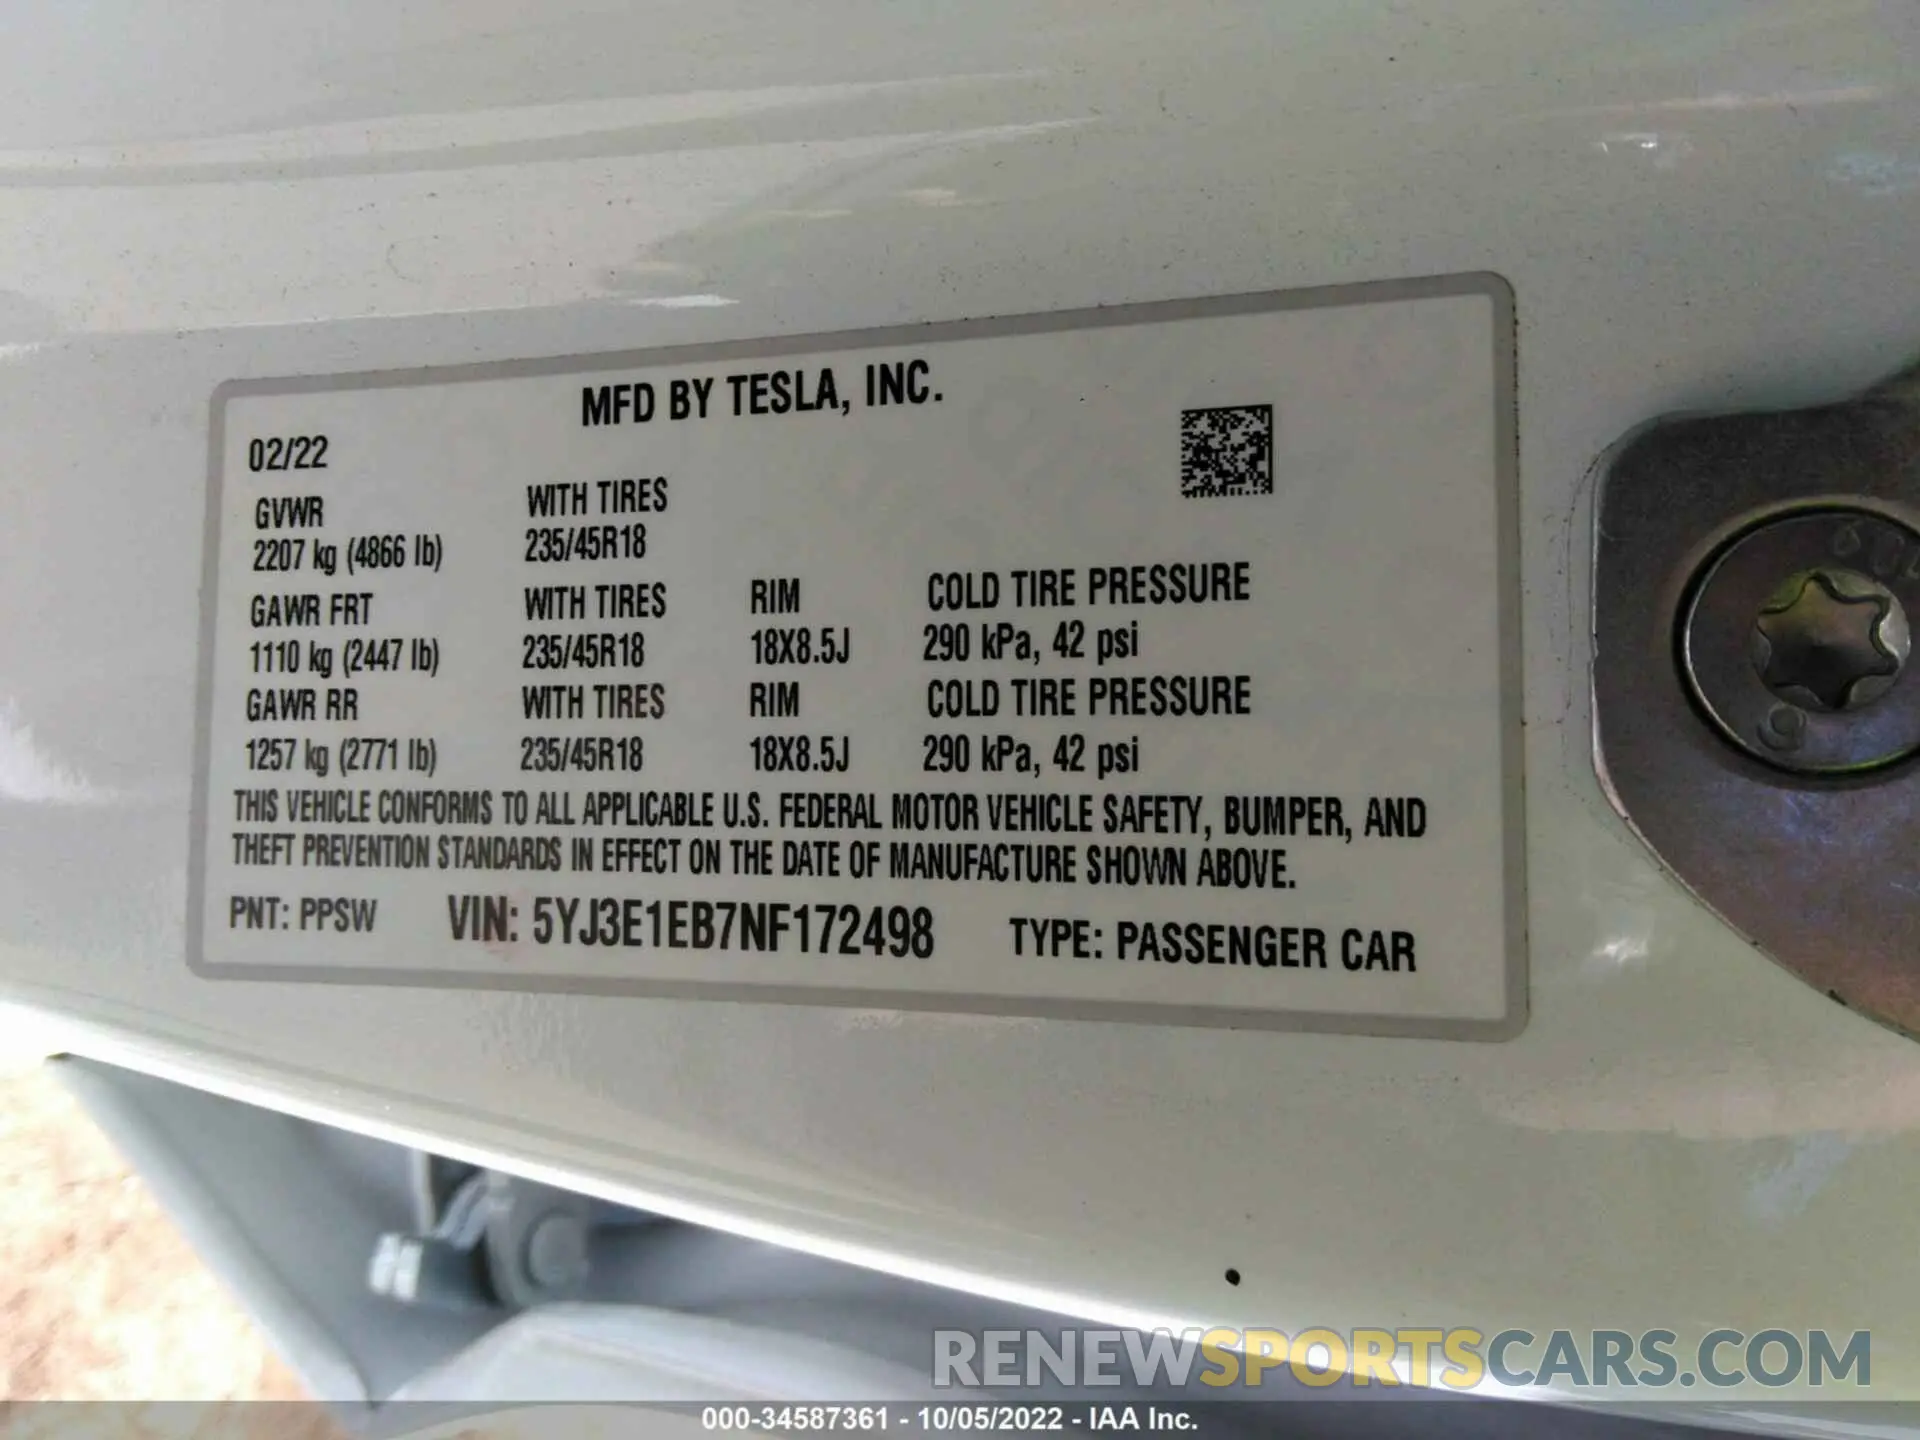 MFD BY TESLA, INC.
02/22
GVWR WITH TIRES
2207 kg (4866 lb) 235/45R18
GAWR FRT WITH TIRES RIM COLD TIRE PRESSURE
1110 kg (2447 lb) 235/45R18 18X8.5J 290 kPa, 42 psi
GAWR RR WITH TIRES RIM COLD TIRE PRESSURE
1257 kg (2771 lb) 235/45R18 18X8.5J 290 kPa, 42 psi
THIS VEHICLE CONFORMS TO ALL APPLICABLE U.S. FEDERAL MOTOR VEHICLE SAFETY, BUMPER, AND
THEFT PREVENTION STANDARDS IN EFFECT ON THE DATE OF MANUFACTURE SHOWN ABOVE.
PNT: PPSW VIN: 5YJ3E1EB7NF172498 TYPE: PASSENGER CAR
RENEWSPORTSCARS.COM
000-34587361 - 10/05/2022 - IAA Inc.